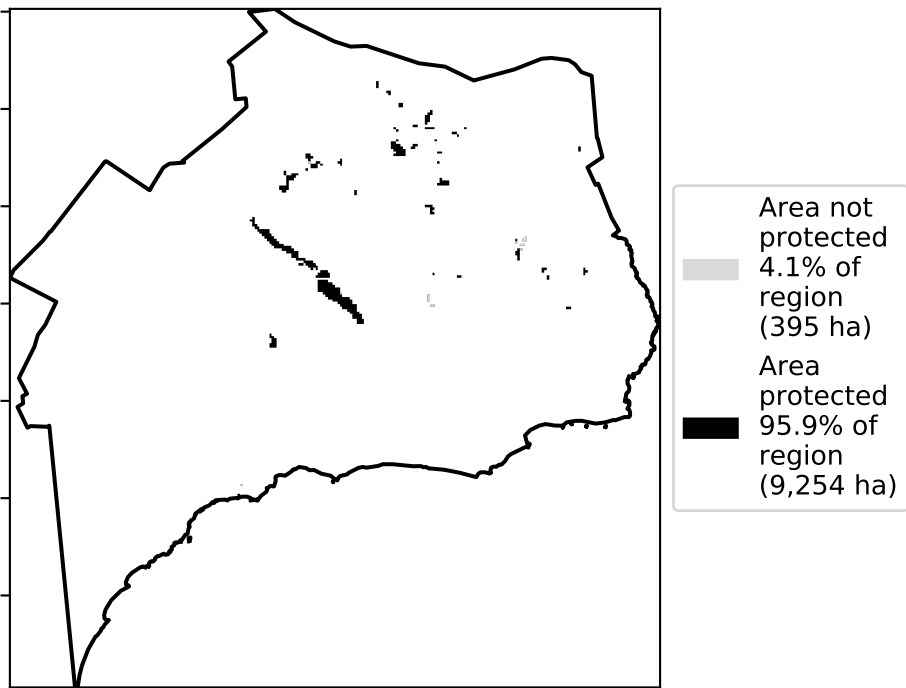 Area not
protected
4.1% of
region
(395 ha)
Area
protected
95.9% of
region
(9,254 ha)